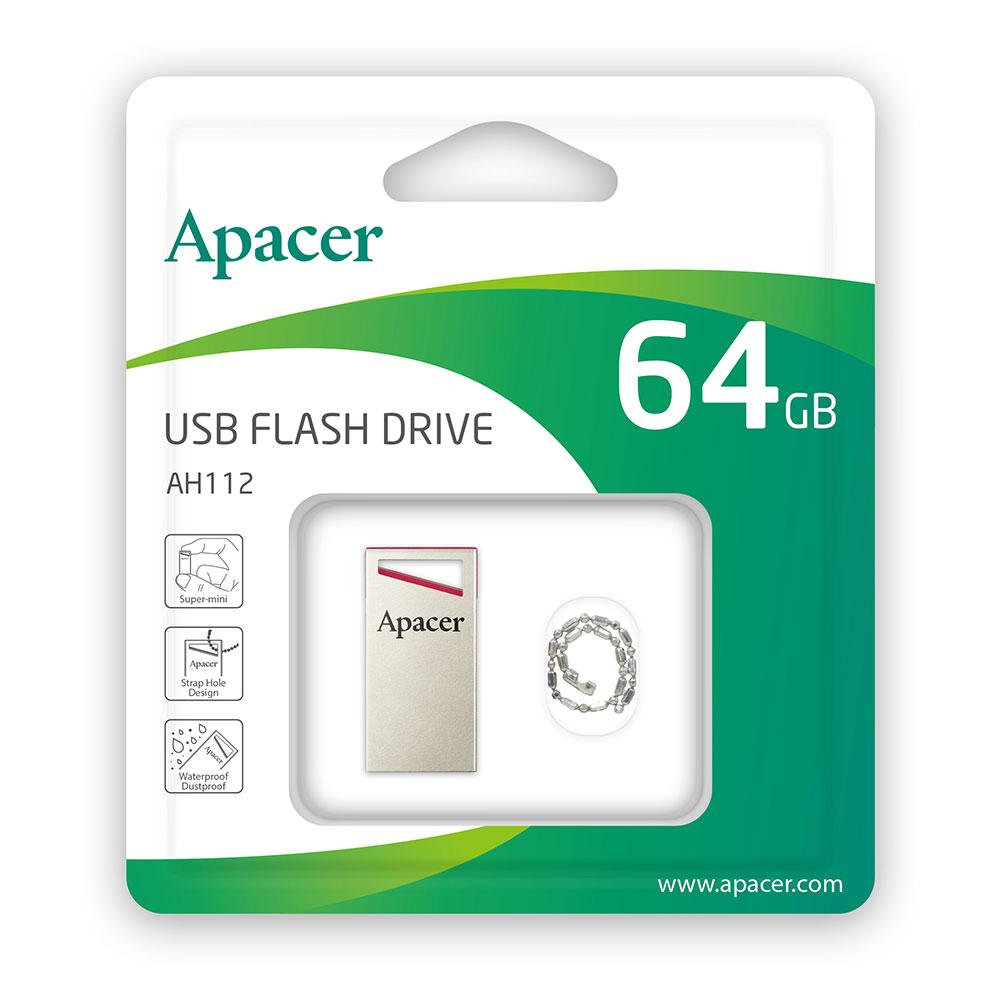 Apacer
64GB
USB FLASH DRIVE
AH112
Super-mini
Apacer
Strap Hole
Design
Apacer
Waterproof
Dustproof
Apacer
www.apacer.com